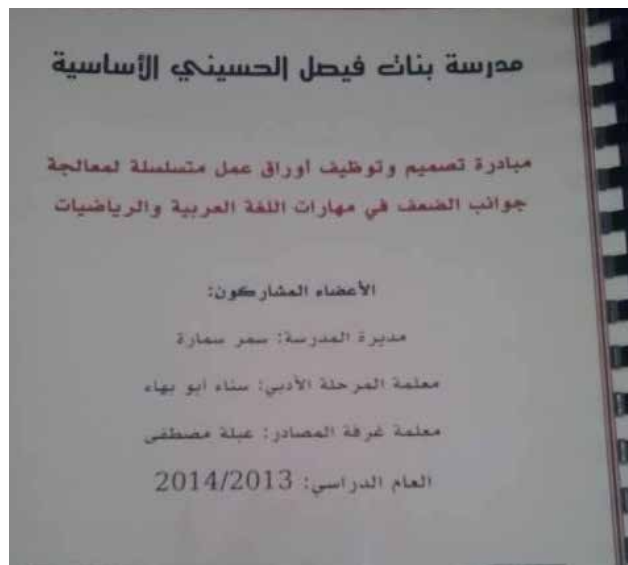 مدرسة بنات فيصل الحسيني الأساسية
مبادرة تصميم وتوظيف أوراق عمل متسلسلة لمعالجة
جوانب الضعف في مهارات اللغة العربية والرياضيات
الأعضاء المشاركون:
مديرة المدرسة: سمر سمارة
معلمة المرحلة الأدبي: سناء ابو بهاء
معلمة غرفة المصادر: عبلة مصطفى
العام الدراسي: 2014/2013